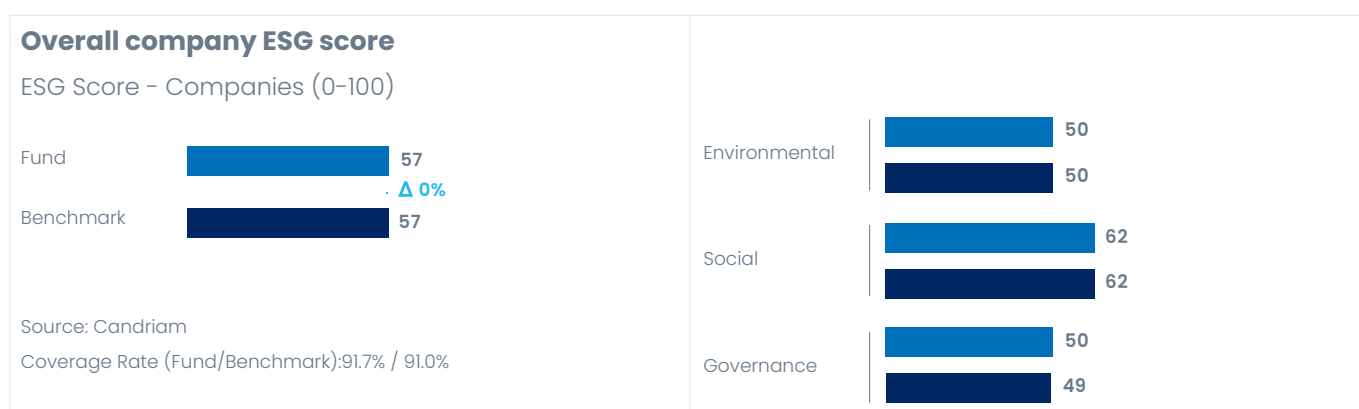 Overall company ESG score
ESG Score - Companies (0-100)
Fund
57
Δ 0%
Benchmark
57
Source: Candriam
Coverage Rate (Fund/Benchmark):91.7% / 91.0%
Environmental
50
50
Social
62
62
Governance
50
49